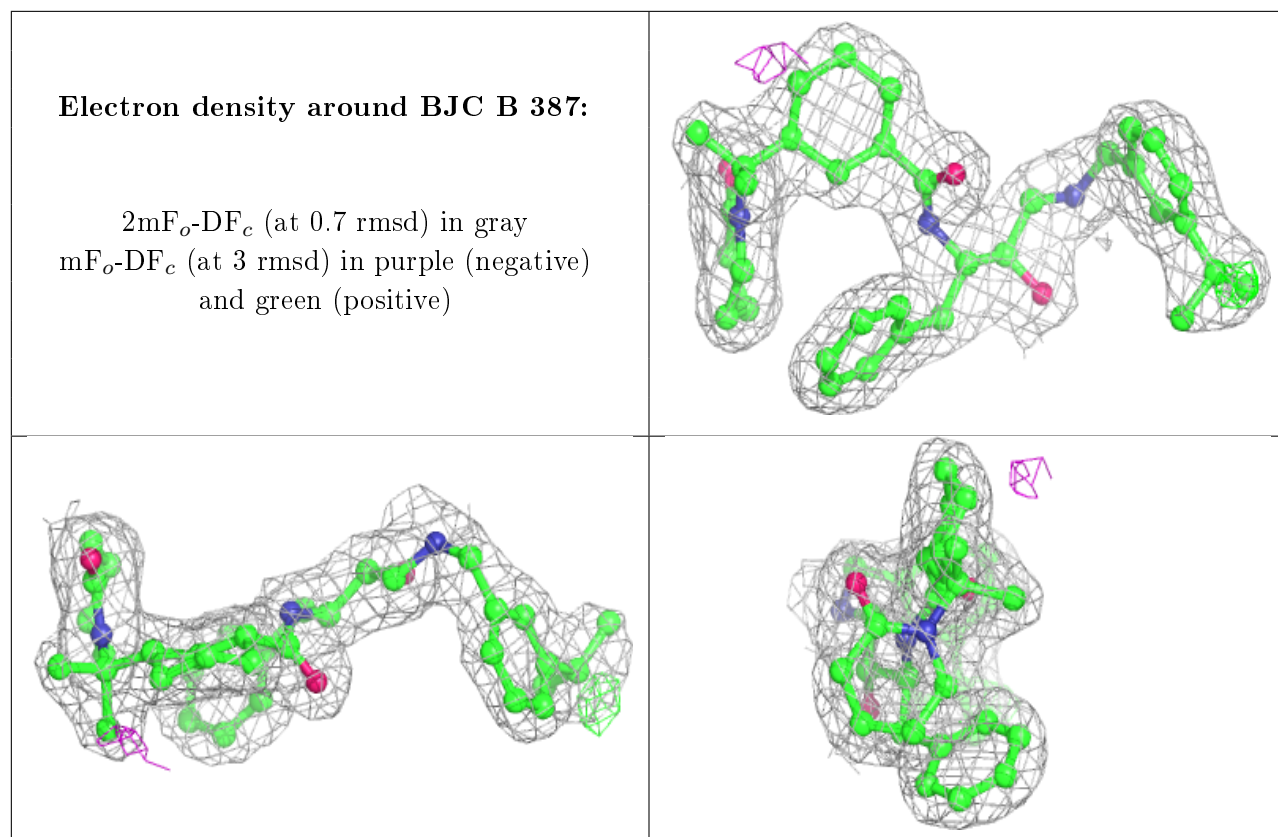 Electron density around BJC B 387:
2mFₒ-DF𝒸 (at 0.7 rmsd) in gray
mFₒ-DF𝒸 (at 3 rmsd) in purple (negative)
and green (positive)